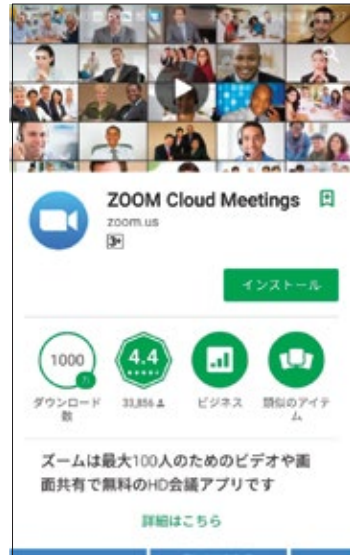 ZOOM Cloud Meetings
zoom.us
3+
インストール
1000
万
4.4
ダウンロード
数
33,856
ビジネス
類似のアイテ
ム
ズームは最大100人のためのビデオや画
面共有で無料のHD会議アプリです
詳細はこちら